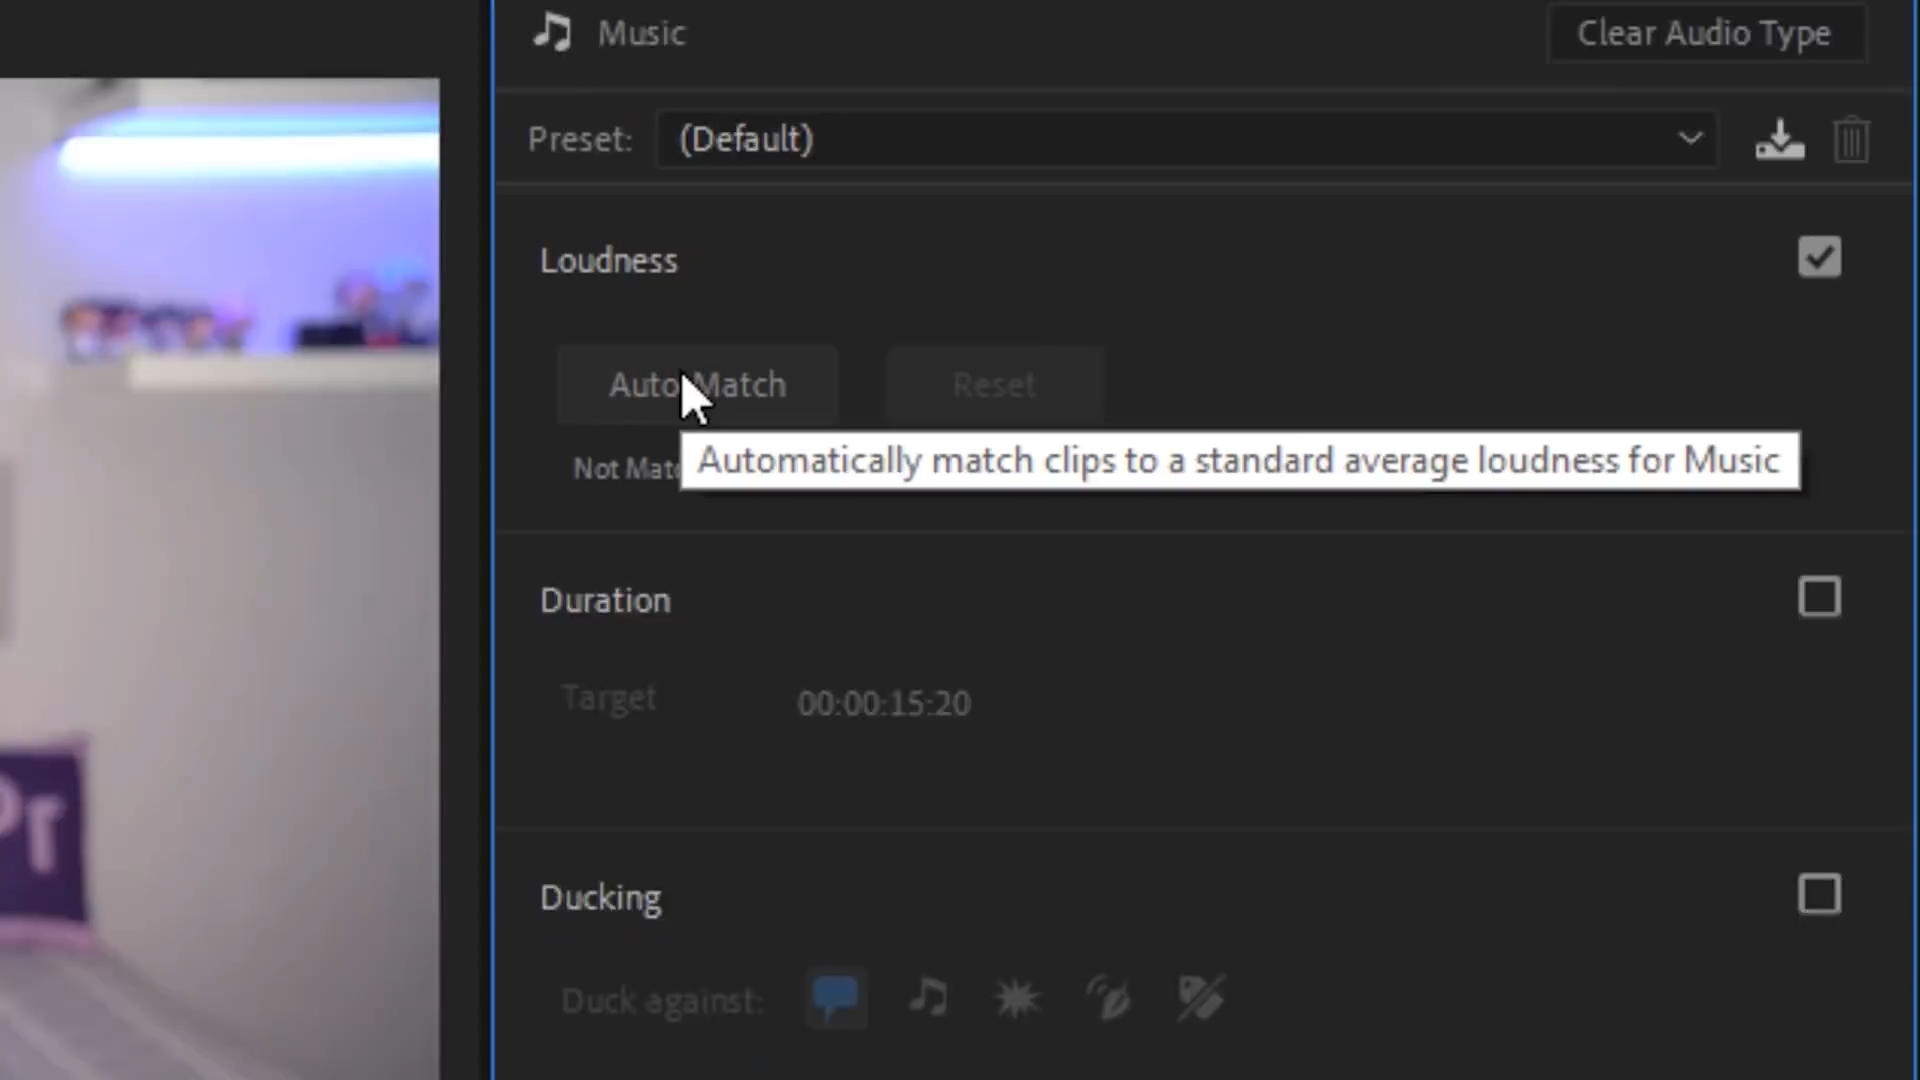 Music
Clear Audio Type
Preset: (Default)
Loudness
Auto Match Reset
Not Mat
Automatically match clips to a standard average loudness for Music
Duration
Target 00:00:15:20
Ducking
Duck against:
Pr